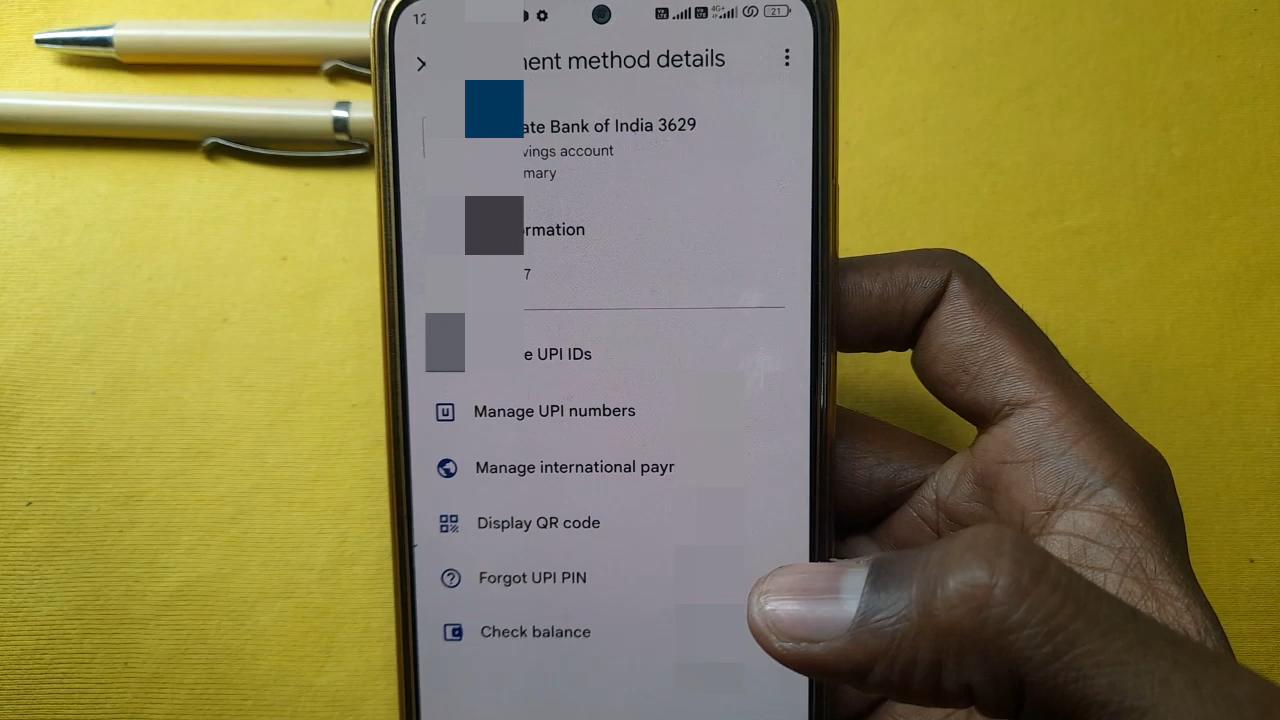 12
21
ent method details
ate Bank of India 3629
vings account
mary
rmation
7
e UPI IDs
Manage UPI numbers
Manage international payr
Display QR code
Forgot UPI PIN
Check balance